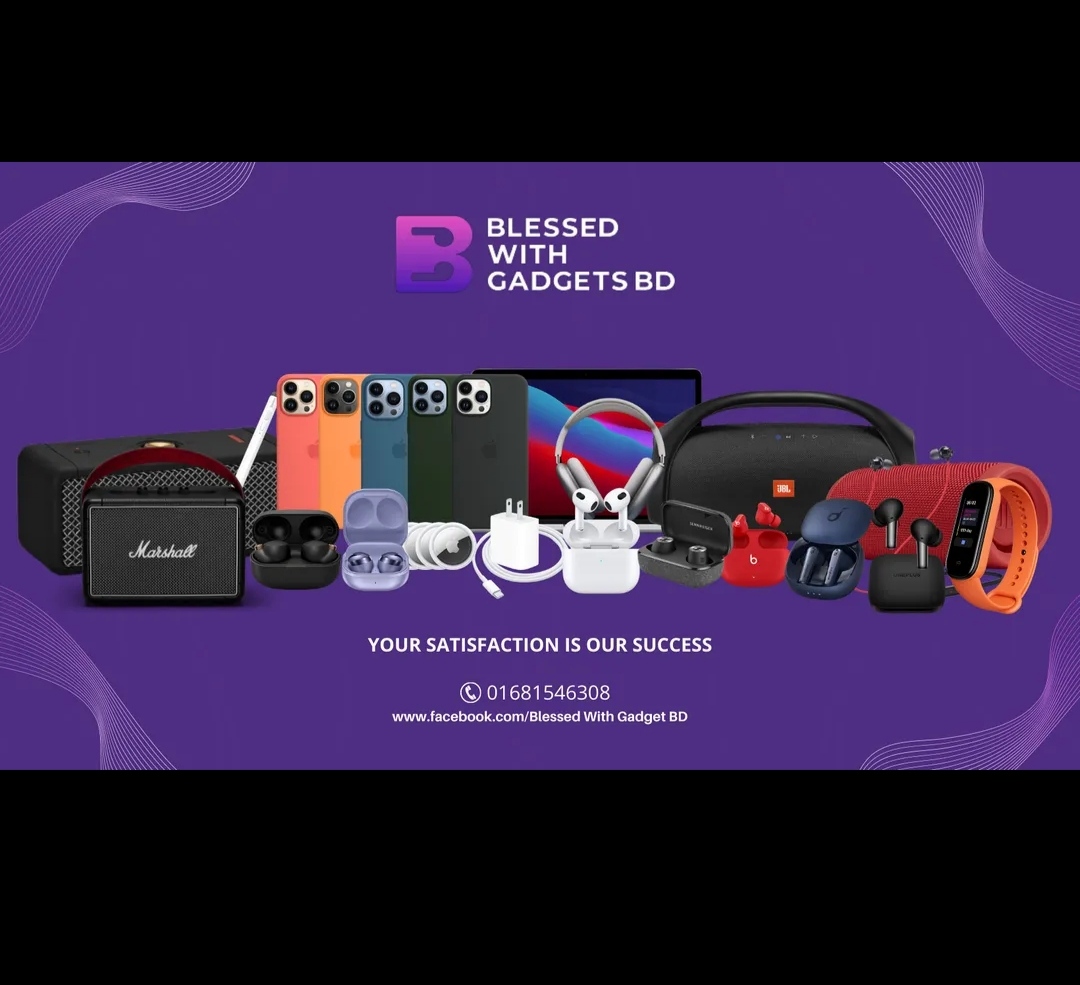 BLESSED
WITH
GADGETS BD
Marshall
JBL
b
YOUR SATISFACTION IS OUR SUCCESS
01681546308
www.facebook.com/Blessed With Gadget BD